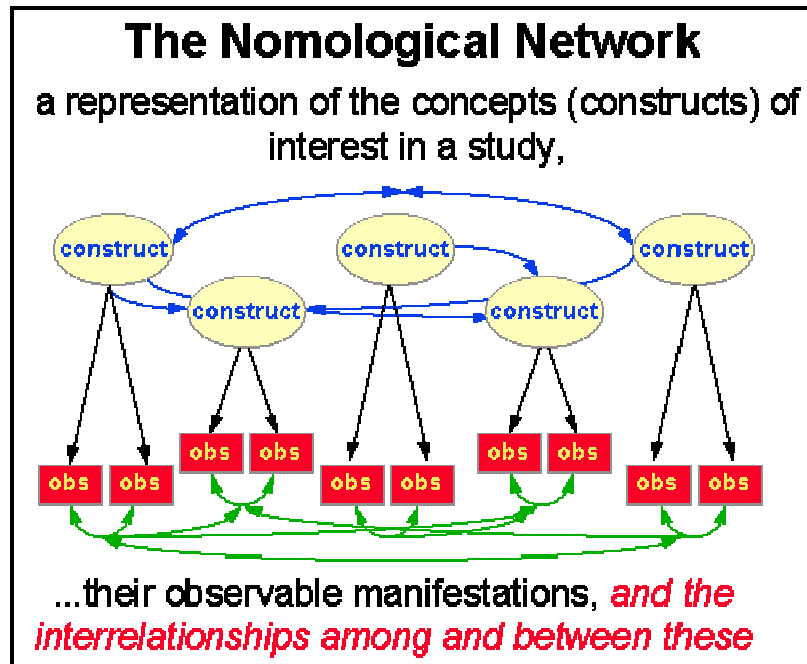 The Nomological Network
a representation of the concepts (constructs) of
interest in a study,
construct construct construct
construct construct
obs obs obs obs
obs obs obs obs obs obs
...their observable manifestations, and the
interrelationships among and between these